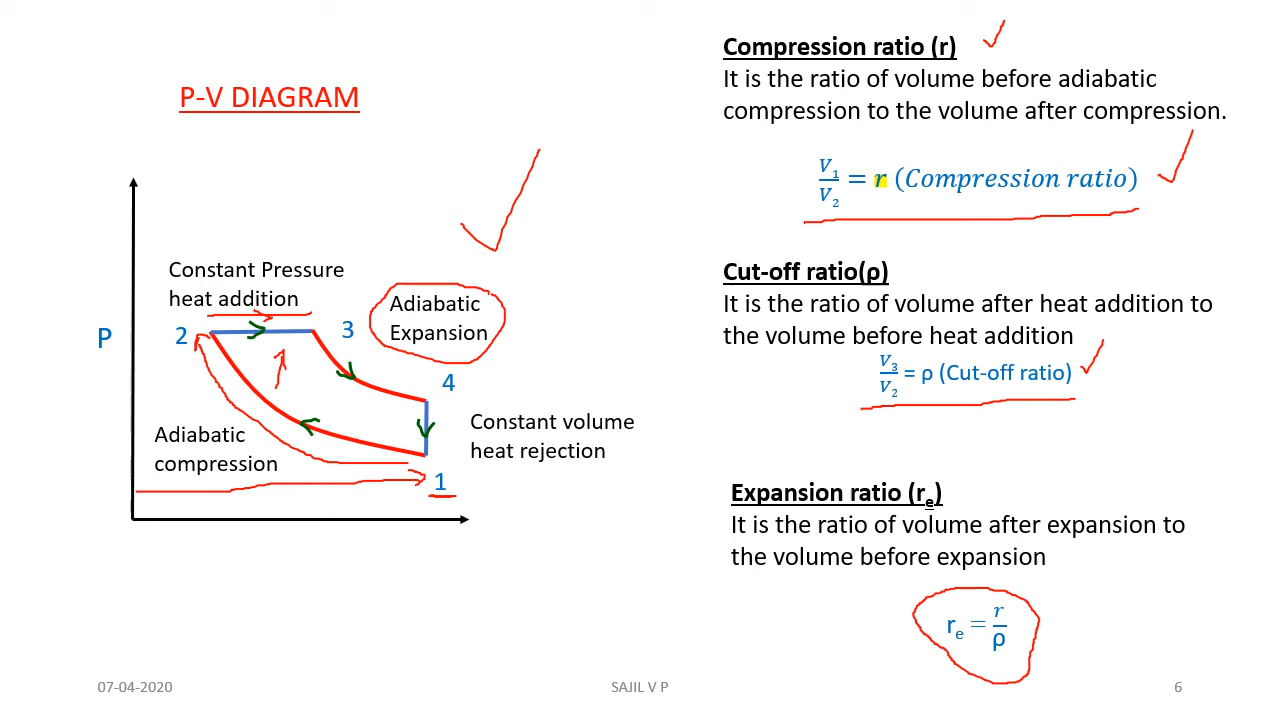 P-V DIAGRAM
Constant Pressure
heat addition
Adiabatic
Expansion
P
2
3
4
Constant volume
heat rejection
Adiabatic
compression
1
Compression ratio (r)
It is the ratio of volume before adiabatic
compression to the volume after compression.
V₁/V₂ = r (Compression ratio)
Cut-off ratio(ρ)
It is the ratio of volume after heat addition to
the volume before heat addition
V₃/V₂ = ρ (Cut-off ratio)
Expansion ratio (rₑ)
It is the ratio of volume after expansion to
the volume before expansion
rₑ = r/ρ
07-04-2020
SAJIL V P
6